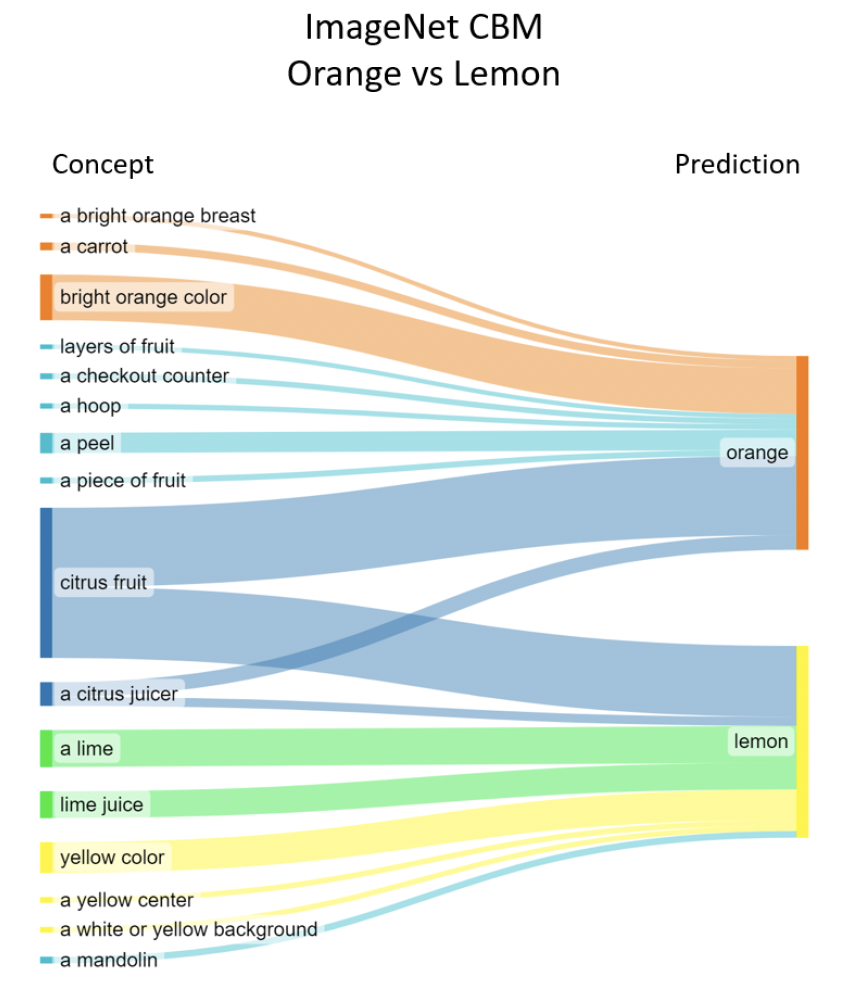 ImageNet CBM
Orange vs Lemon
Concept
Prediction
a bright orange breast
a carrot
bright orange color
layers of fruit
a checkout counter
a hoop
a peel
orange
a piece of fruit
citrus fruit
a citrus juicer
lemon
a lime
lime juice
yellow color
a yellow center
a white or yellow background
a mandolin